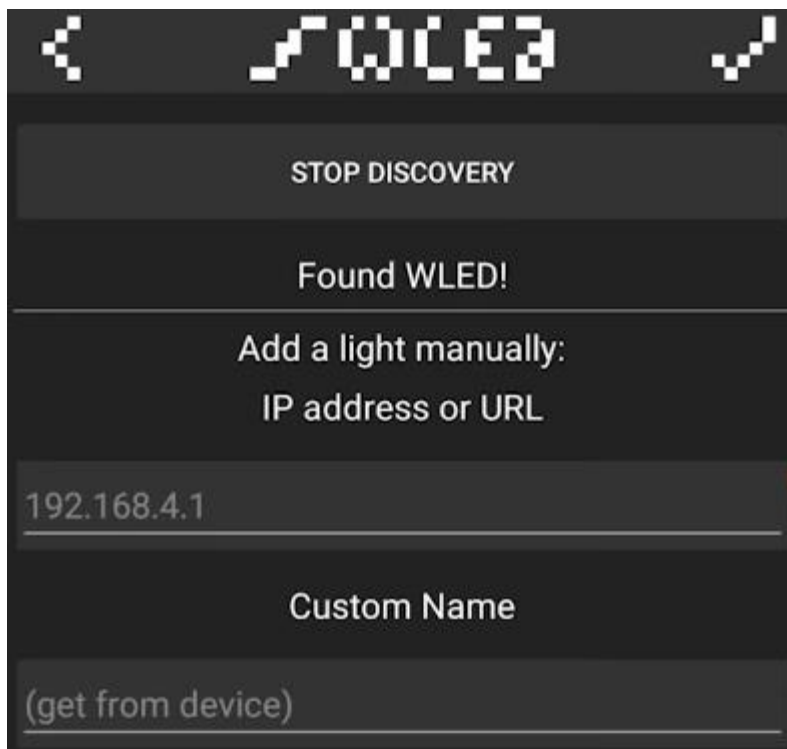 WLED
STOP DISCOVERY
Found WLED!
Add a light manually:
IP address or URL
192.168.4.1
Custom Name
(get from device)